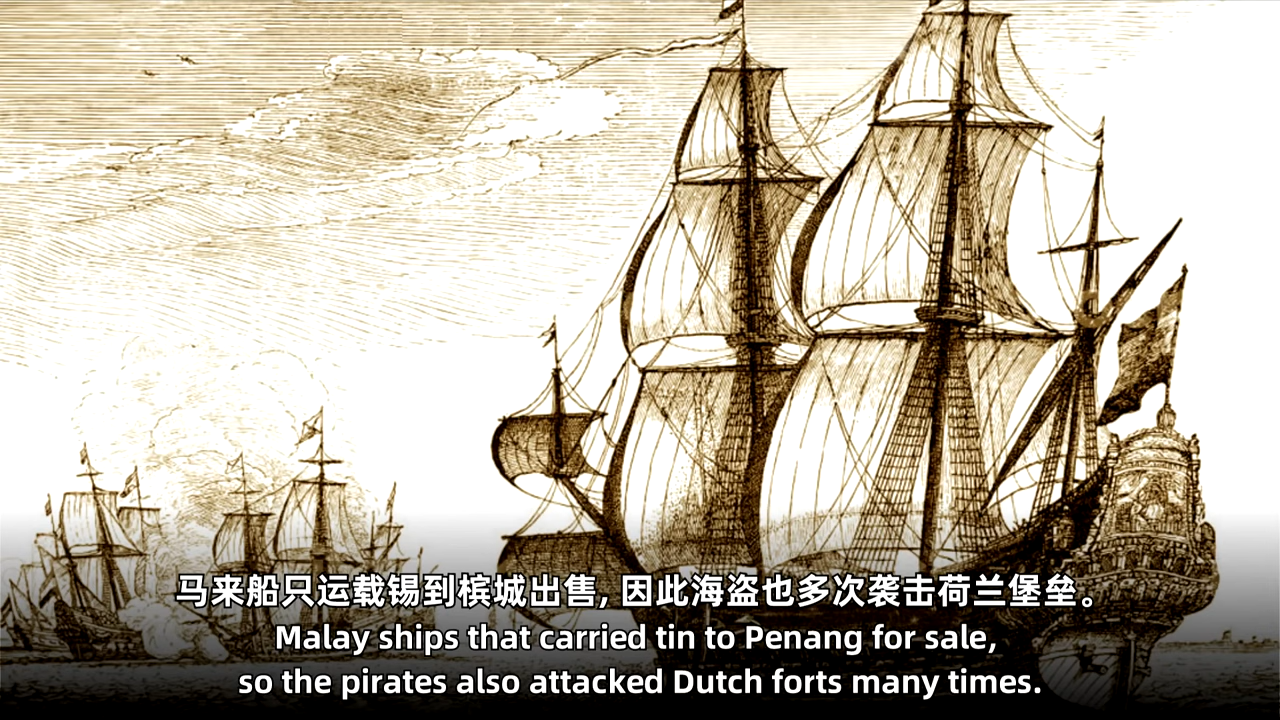 马来船只运载锡到槟城出售, 因此海盗也多次袭击荷兰堡垒。
Malay ships that carried tin to Penang for sale,
so the pirates also attacked Dutch forts many times.